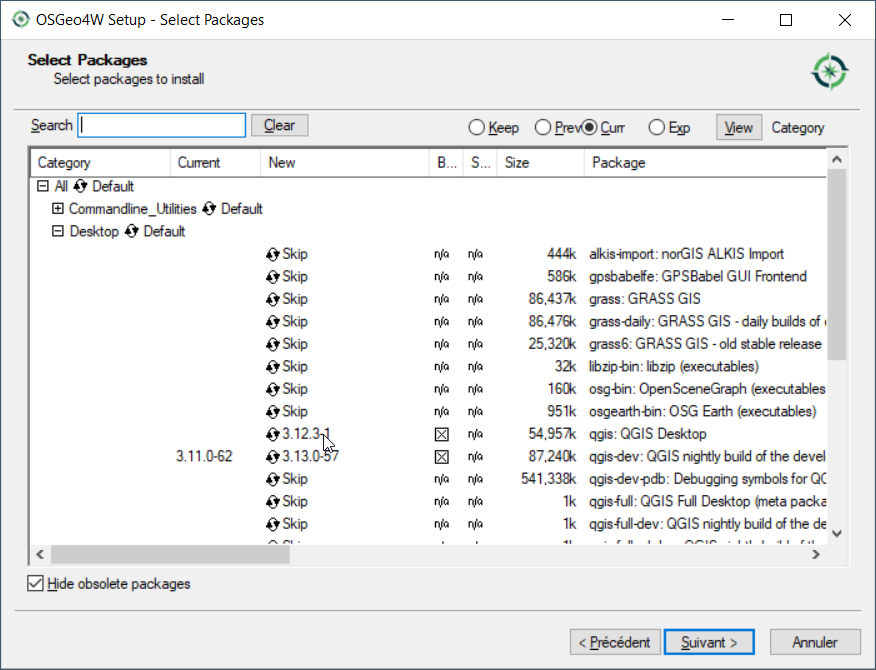 OSGeo4W Setup - Select Packages
Select Packages
Select packages to install
Search Clear Keep Prev Curr Exp View Category
Category Current New B... S... Size Package
All Default
Commandline_Utilities Default
Desktop Default
Skip n/a n/a 444k alkis-import: norGIS ALKIS Import
Skip n/a n/a 586k gpsbabelfe: GPSBabel GUI Frontend
Skip n/a n/a 86,437k grass: GRASS GIS
Skip n/a n/a 86,476k grass-daily: GRASS GIS - daily builds of
Skip n/a n/a 25,320k grass6: GRASS GIS - old stable release
Skip n/a n/a 32k libzip-bin: libzip (executables)
Skip n/a n/a 160k osg-bin: OpenSceneGraph (executables
Skip n/a n/a 951k osgearth-bin: OSG Earth (executables)
3.12.3-1 n/a 54,957k qgis: QGIS Desktop
3.11.0-62 3.13.0-57 n/a 87,240k qgis-dev: QGIS nightly build of the devel
Skip n/a n/a 541,338k qgis-dev-pdb: Debugging symbols for QG
Skip n/a n/a 1k qgis-full: QGIS Full Desktop (meta packa
Skip n/a n/a 1k qgis-full-dev: QGIS nightly build of the de
Hide obsolete packages
< Précédent Suivant > Annuler